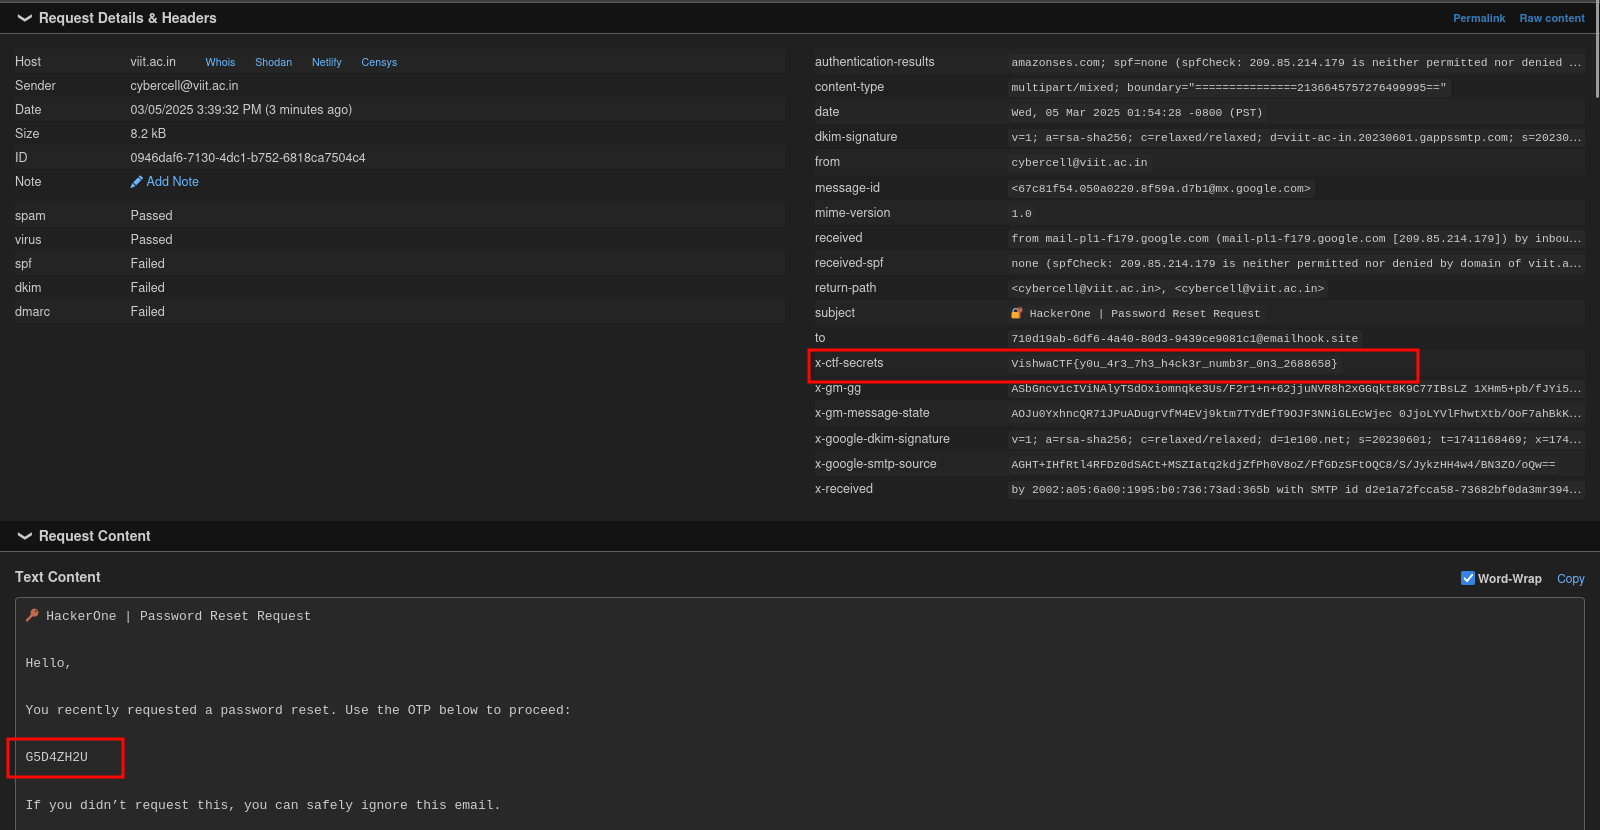 Request Details & Headers Permalink Raw content
Host viit.ac.in Whois Shodan Netlify Censys
Sender cybercell@viit.ac.in
Date 03/05/2025 3:39:32 PM (3 minutes ago)
Size 8.2 kB
ID 0946daf6-7130-4dc1-b752-6818ca7504c4
Note Add Note
spam Passed
virus Passed
spf Failed
dkim Failed
dmarc Failed
authentication-results amazonses.com; spf=none (spfCheck: 209.85.214.179 is neither permitted nor denied ...
content-type multipart/mixed; boundary="===============2136645757276499995=="
date Wed, 05 Mar 2025 01:54:28 -0800 (PST)
dkim-signature v=1; a=rsa-sha256; c=relaxed/relaxed; d=viit-ac-in.20230601.gappssmtp.com; s=20230...
from cybercell@viit.ac.in
message-id <67c81f54.050a0220.8f59a.d7b1@mx.google.com>
mime-version 1.0
received from mail-pl1-f179.google.com (mail-pl1-f179.google.com [209.85.214.179]) by inbou...
received-spf none (spfCheck: 209.85.214.179 is neither permitted nor denied by domain of viit.a...
return-path <cybercell@viit.ac.in>, <cybercell@viit.ac.in>
subject 🔐 HackerOne | Password Reset Request
to 710d19ab-6df6-4a40-80d3-9439ce9081c1@emailhook.site
x-ctf-secrets VishwaCTF{y0u_4r3_7h3_h4ck3r_numb3r_0n3_2688658}
x-gm-gg ASbGncv1cIViNAlyTSdOxiomnqke3Us/F2r1+n+62jjuNVR8h2xGGqkt8K9C77IBsLZ 1XHm5+pb/fJYi5...
x-gm-message-state AOJu0YxhncQR71JPuADugrVfM4EVj9ktm7TYdEfT9OJF3NNiGLEcWjec 0JjoLYVlFhwtXtb/OoF7ahBkK...
x-google-dkim-signature v=1; a=rsa-sha256; c=relaxed/relaxed; d=1e100.net; s=20230601; t=1741168469; x=174...
x-google-smtp-source AGHT+IHfRtl4RFDz0dSACt+MSZIatq2kdjZfPh0V8oZ/FfGDzSFtOQC8/S/JykzHH4w4/BN3ZO/oQw==
x-received by 2002:a05:6a00:1995:b0:736:73ad:365b with SMTP id d2e1a72fcca58-73682bf0da3mr394...
Request Content
Text Content Word-Wrap Copy
🔑 HackerOne | Password Reset Request
Hello,
You recently requested a password reset. Use the OTP below to proceed:
G5D4ZH2U
If you didn’t request this, you can safely ignore this email.